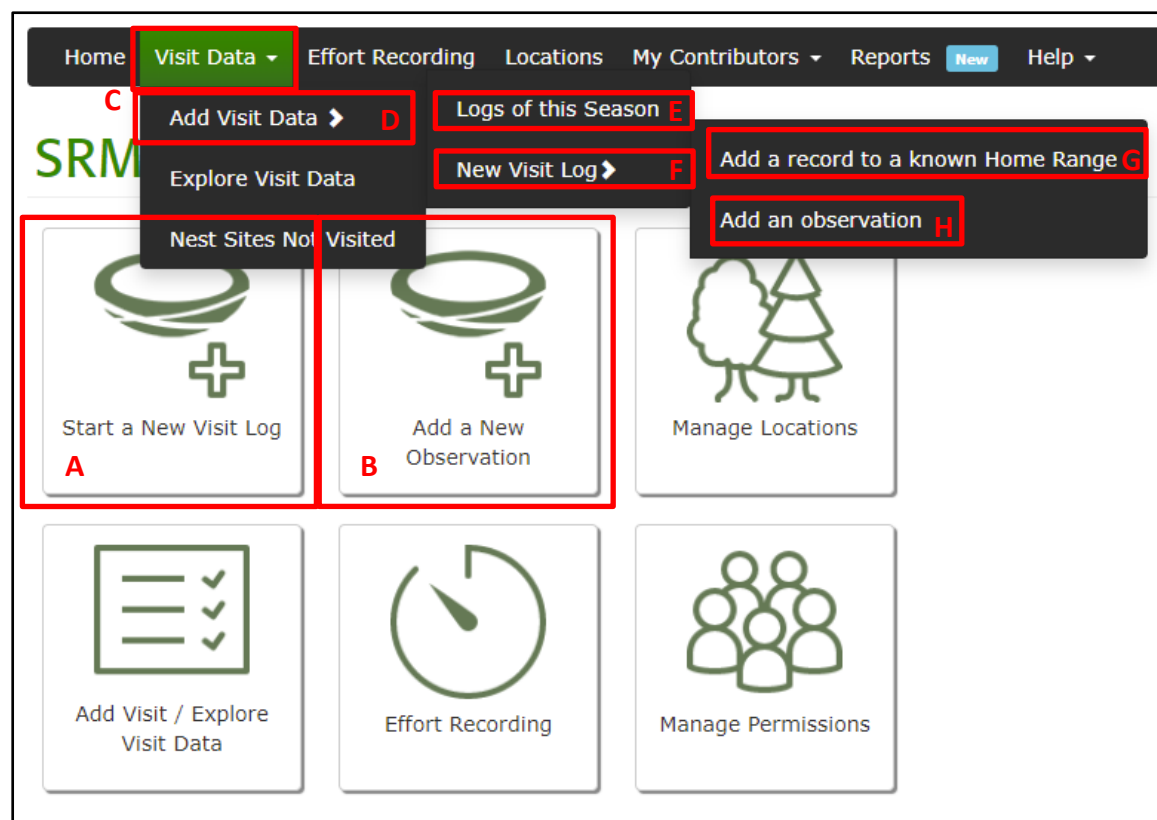 Home Visit Data Effort Recording Locations My Contributors Reports New Help
C
Add Visit Data D
Logs of this Season E
SRM
Explore Visit Data
New Visit Log F
Add a record to a known Home Range G
Nest Sites Not Visited
Add an observation H
Start a New Visit Log
A
Add a New
Observation
B
Manage Locations
Add Visit / Explore
Visit Data
Effort Recording
Manage Permissions